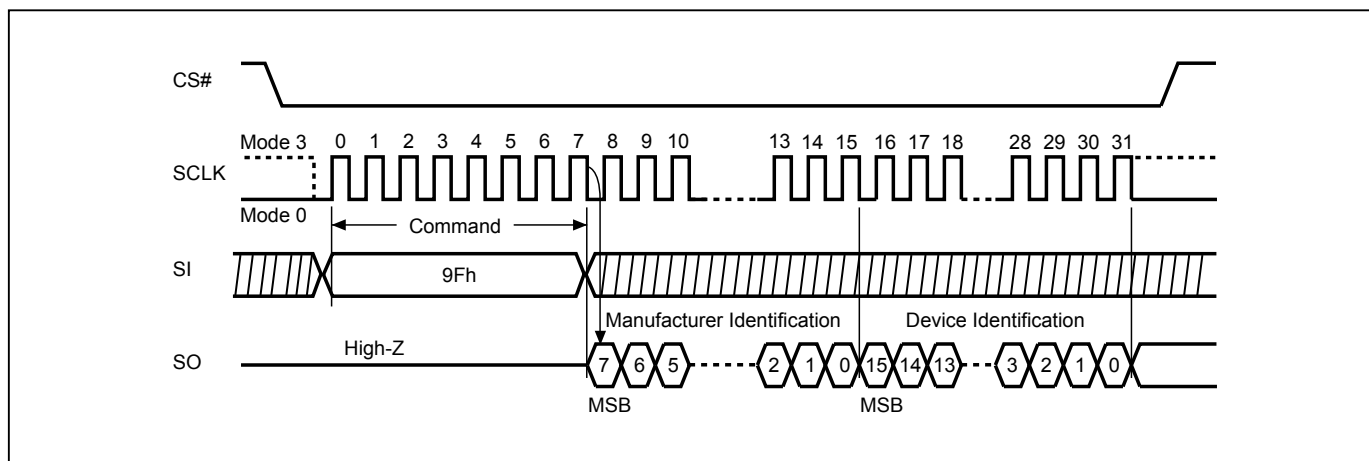 CS#
Mode 3 0 1 2 3 4 5 6 7 8 9 10 13 14 15 16 17 18 28 29 30 31
SCLK
Mode 0
Command
SI 9Fh
Manufacturer Identification Device Identification
High-Z
SO 7 6 5 2 1 0 15 14 13 3 2 1 0
MSB MSB